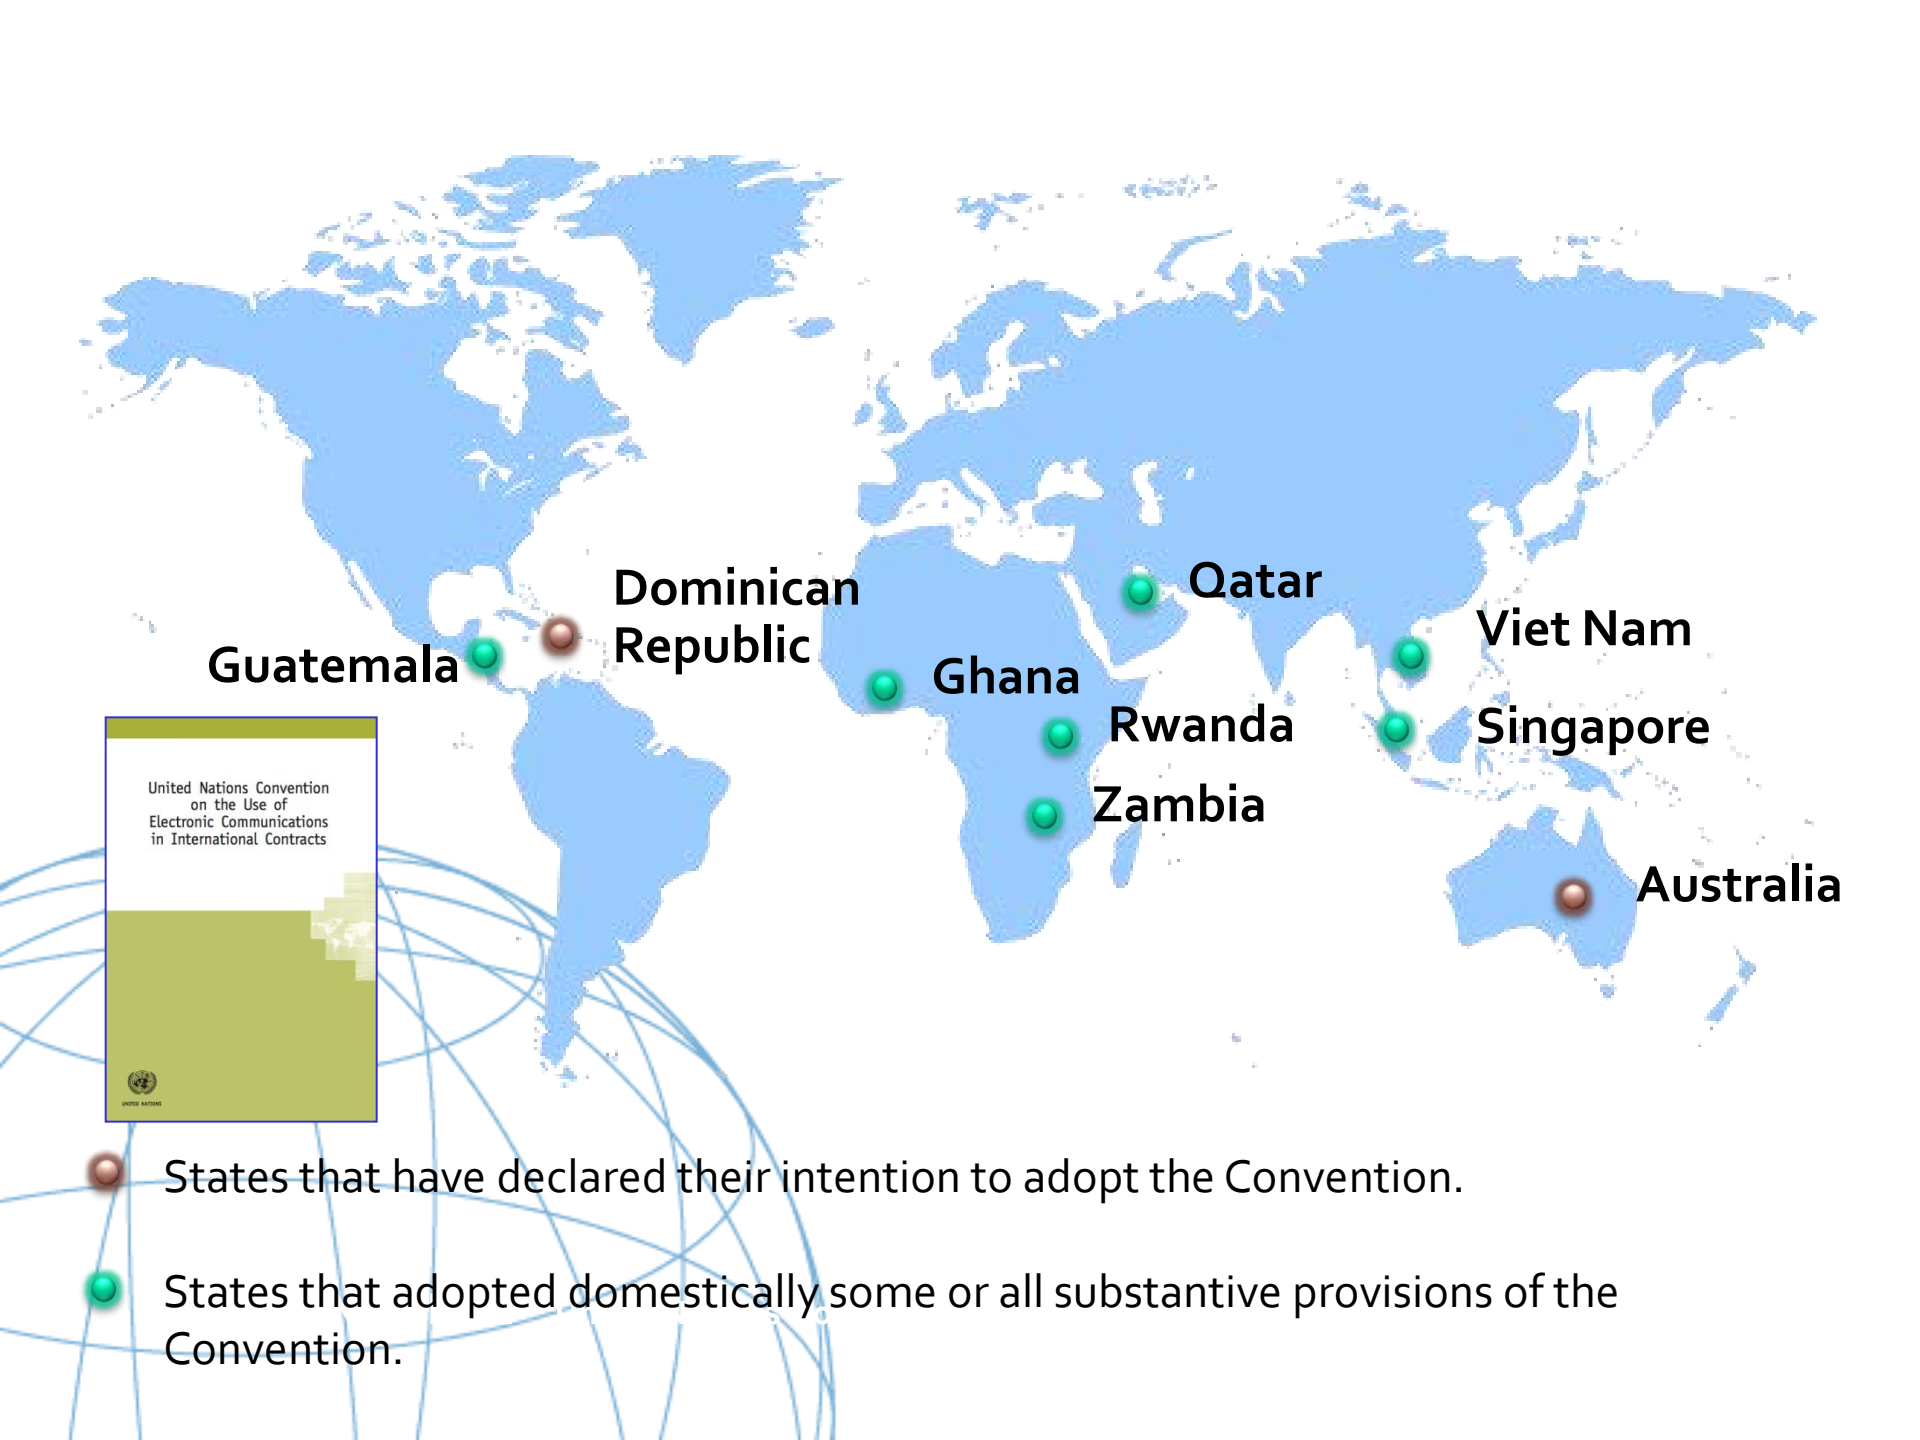 Dominican
Republic
Qatar
Viet Nam
Guatemala
Ghana
Rwanda
Singapore
Zambia
Australia
United Nations Convention
on the Use of
Electronic Communications
in International Contracts
UNITED NATIONS
States that have declared their intention to adopt the Convention.
States that adopted domestically some or all substantive provisions of the
Convention.